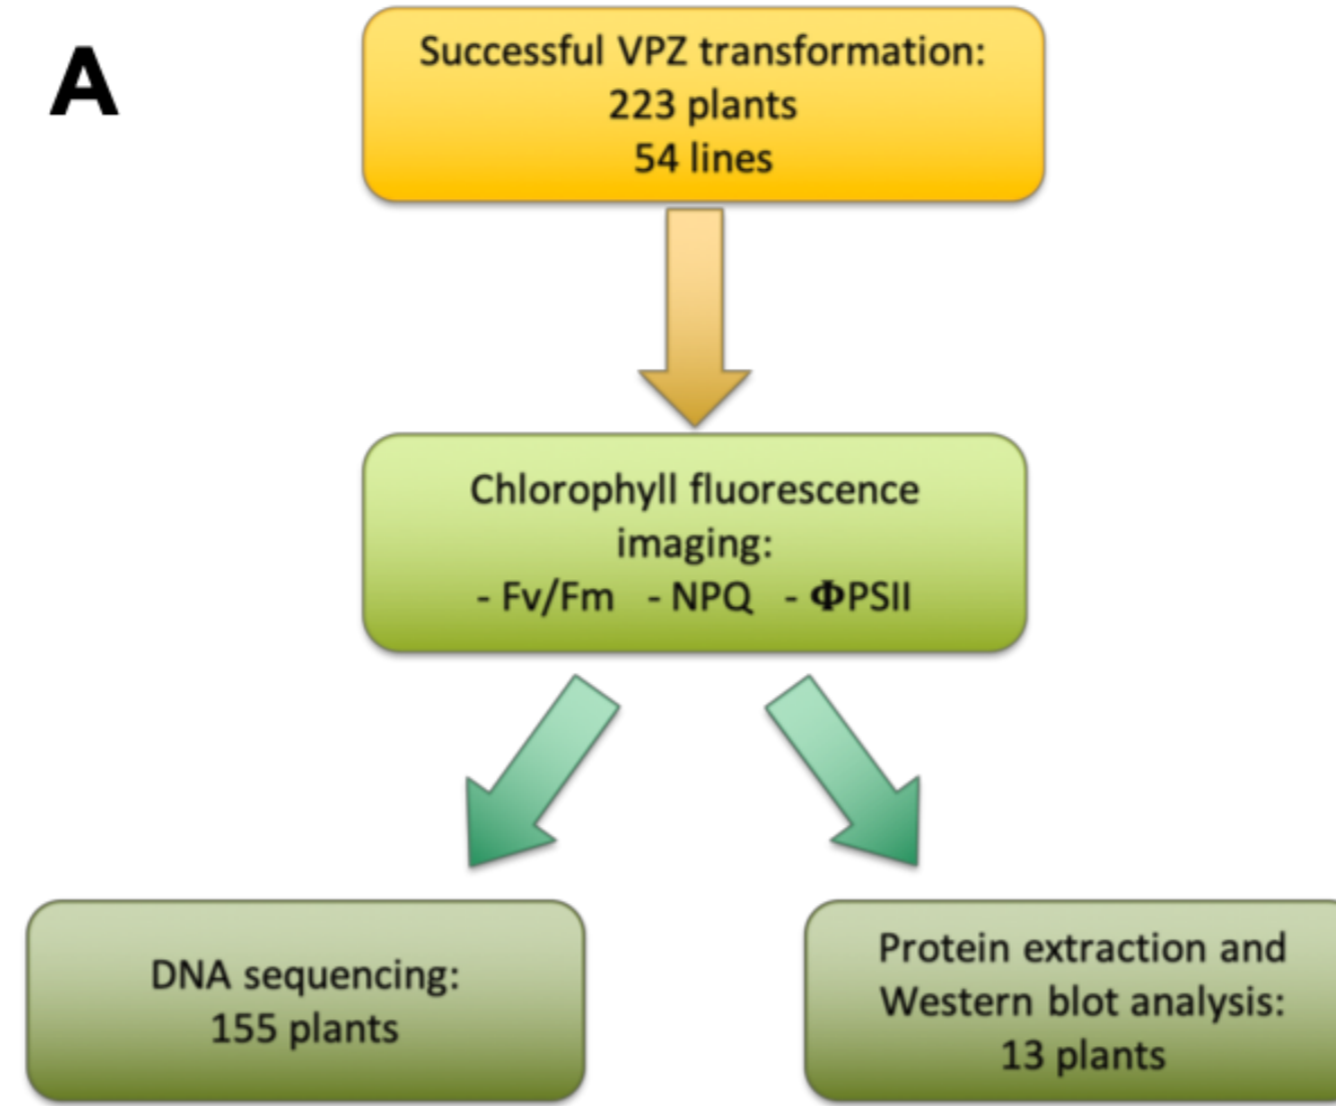 A
Successful VPZ transformation:
223 plants
54 lines
Chlorophyll fluorescence
imaging:
- Fv/Fm - NPQ - ΦPSII
DNA sequencing:
155 plants
Protein extraction and
Western blot analysis:
13 plants